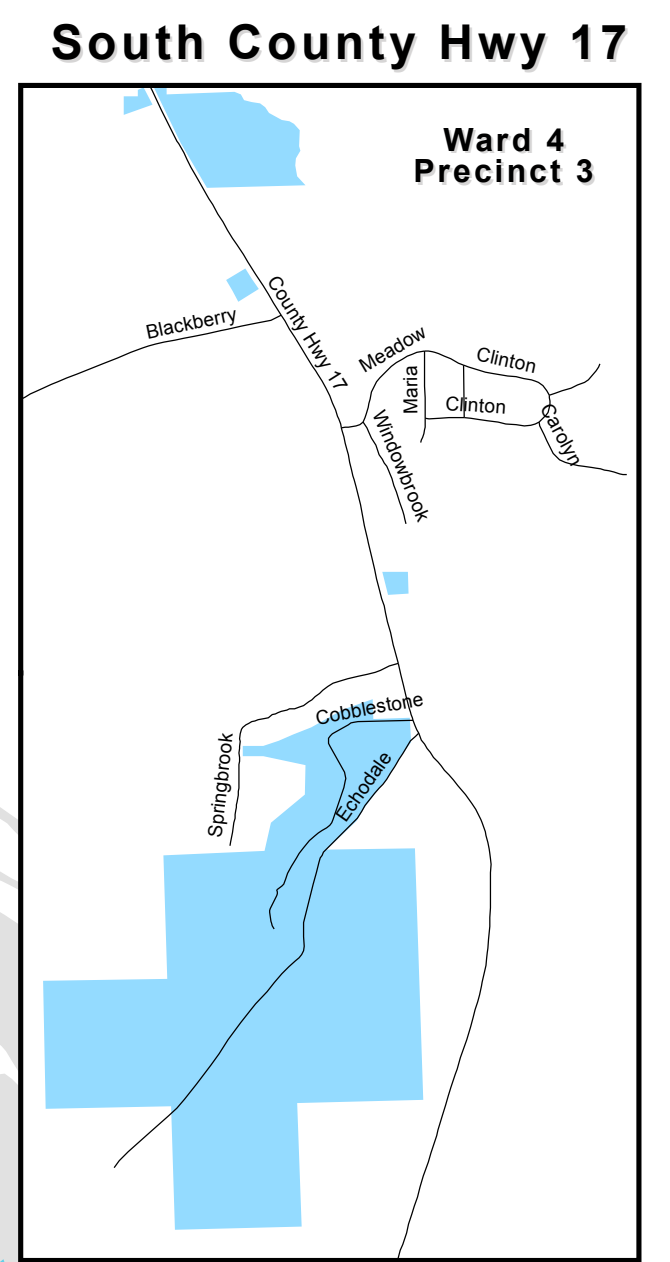 South County Hwy 17
Ward 4
Precinct 3
County Hwy 17
Blackberry
Meadow
Clinton
Maria
Clinton
Carolyn
Windowbrook
Cobblestone
Springbrook
Echodale